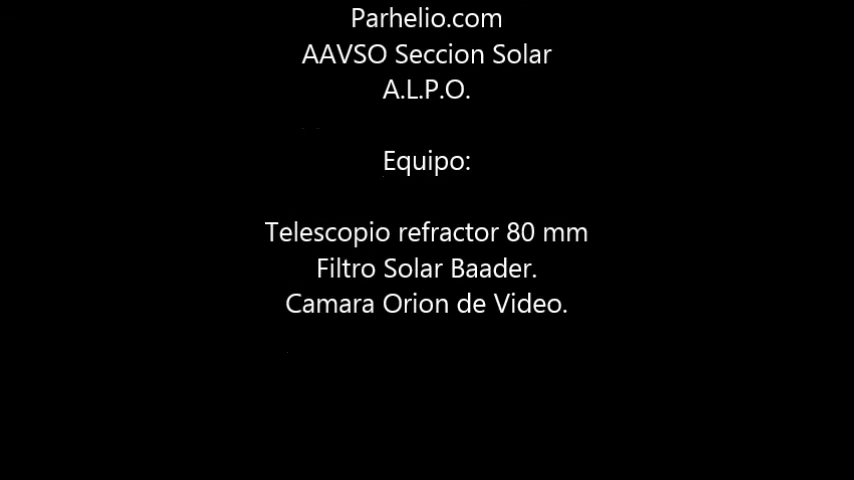 Parhelio.com
AAVSO Seccion Solar
A.L.P.O.
Equipo:
Telescopio refractor 80 mm
Filtro Solar Baader.
Camara Orion de Video.